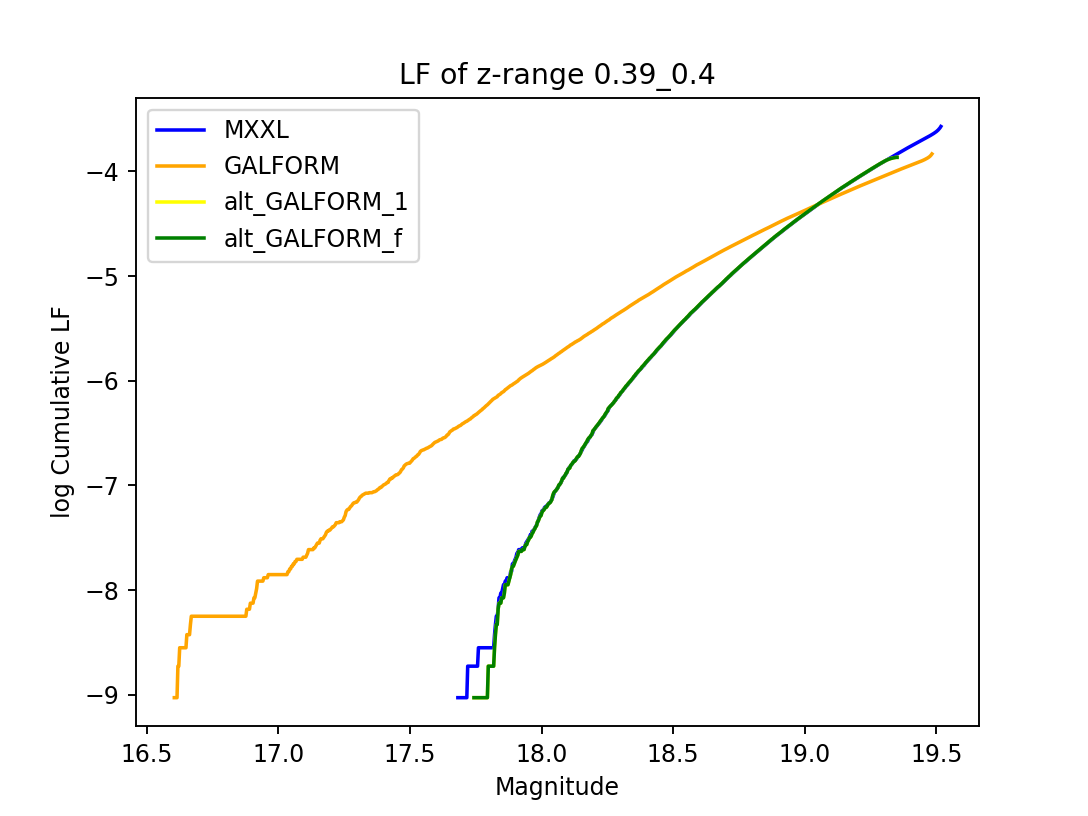 LF of z-range 0.39_0.4
MXXL
GALFORM
alt_GALFORM_1
alt_GALFORM_f
log Cumulative LF
−4
−5
−6
−7
−8
−9
16.5 17.0 17.5 18.0 18.5 19.0 19.5
Magnitude